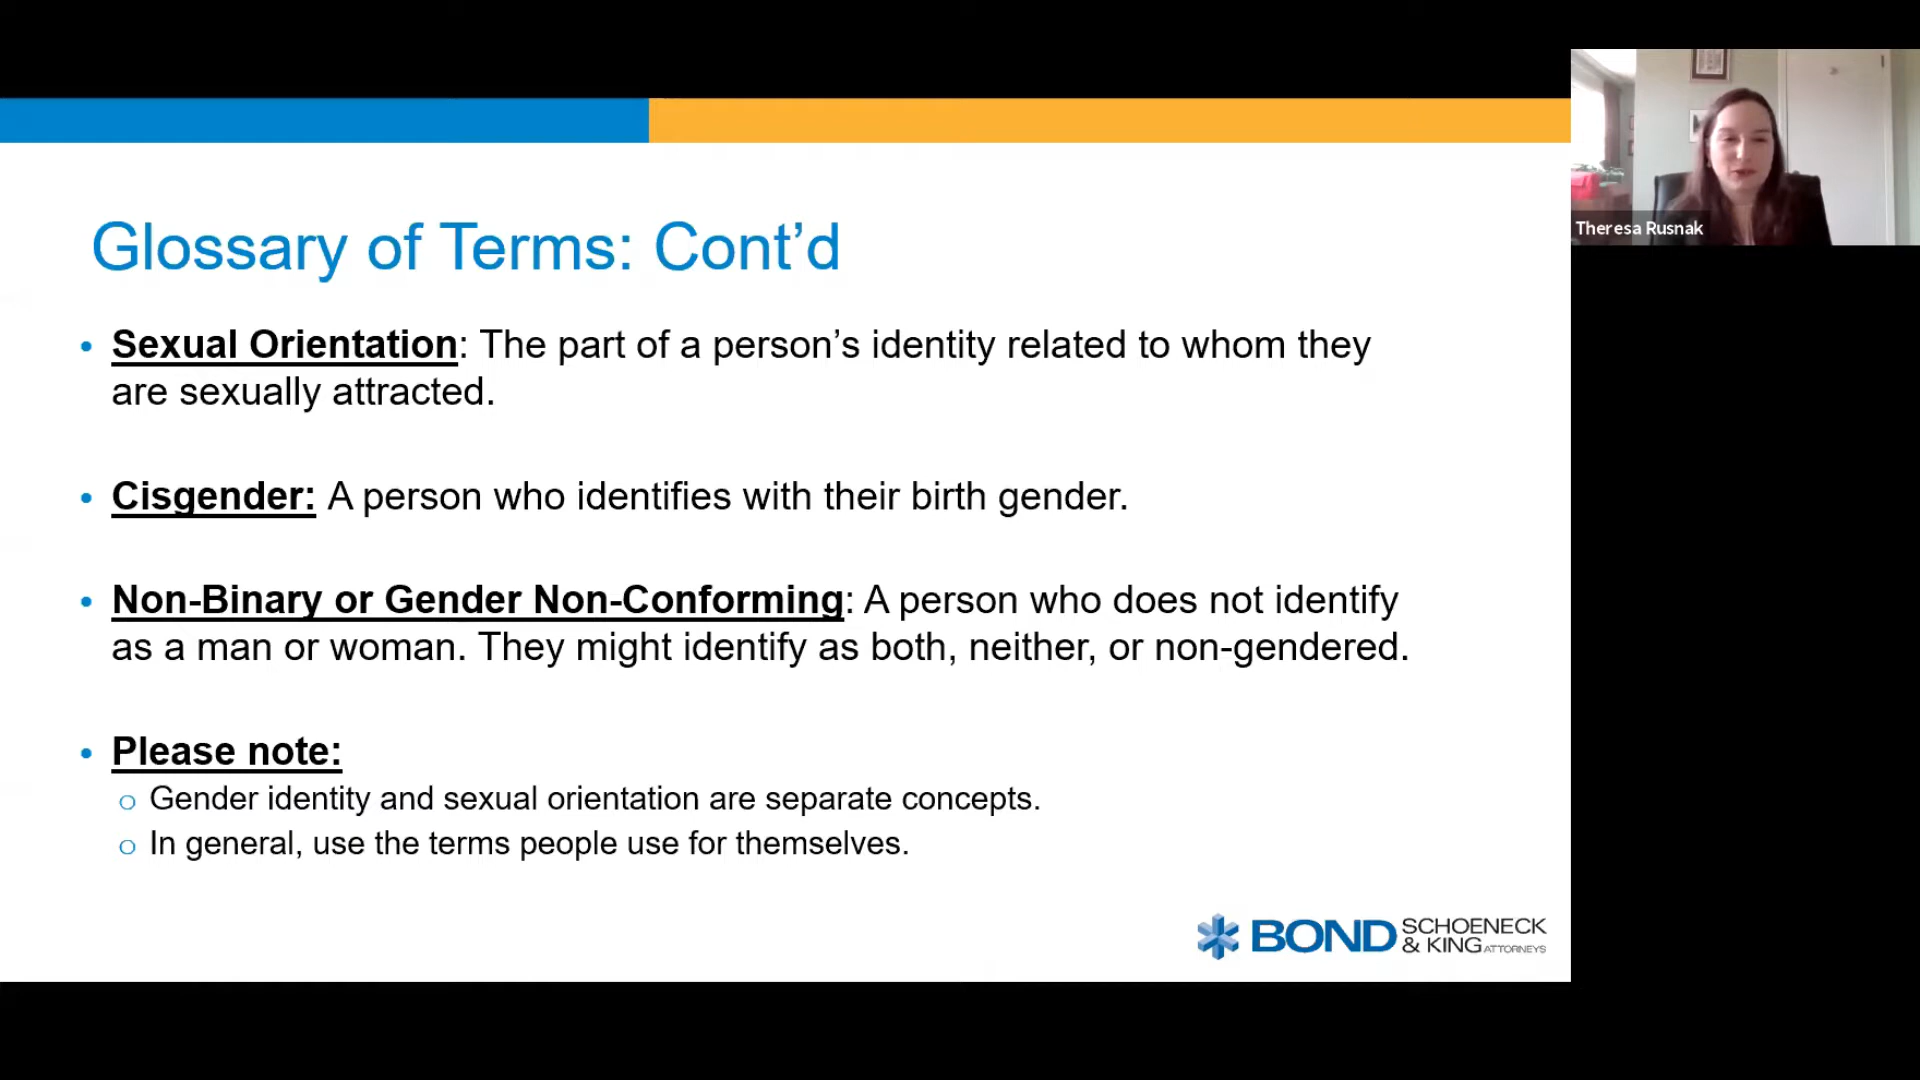 Glossary of Terms: Cont’d
• Sexual Orientation: The part of a person’s identity related to whom they
are sexually attracted.
• Cisgender: A person who identifies with their birth gender.
• Non-Binary or Gender Non-Conforming: A person who does not identify
as a man or woman. They might identify as both, neither, or non-gendered.
• Please note:
o Gender identity and sexual orientation are separate concepts.
o In general, use the terms people use for themselves.
BOND SCHOENECK
& KING ATTORNEYS
Theresa Rusnak